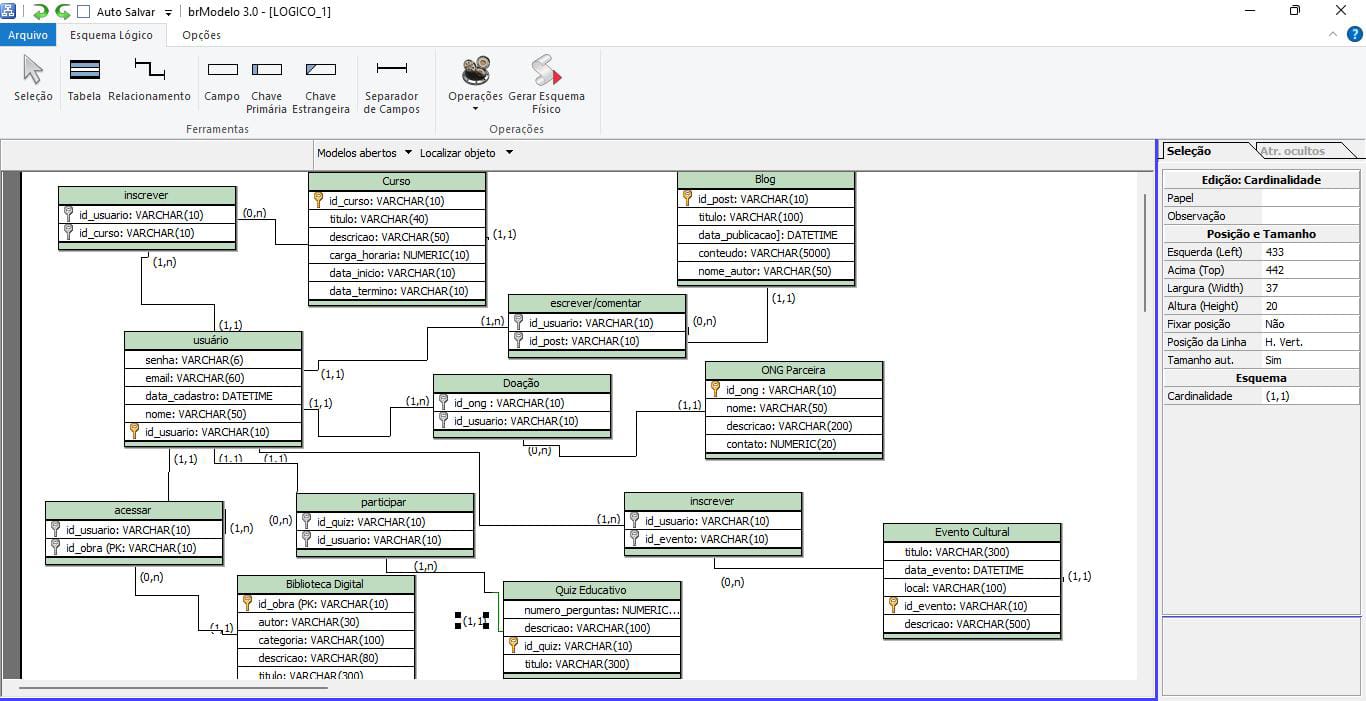 Auto Salvar
brModelo 3.0 - [LOGICO_1]
Arquivo
Esquema Lógico
Opções
Seleção
Tabela
Relacionamento
Campo
Chave Primária
Chave Estrangeira
Separador de Campos
Operações
Gerar Esquema Físico
Ferramentas
Operações
Modelos abertos
Localizar objeto
inscrever
id_usuario: VARCHAR(10)
id_curso: VARCHAR(10)
(0,n)
(1,n)
Curso
id_curso: VARCHAR(10)
titulo: VARCHAR(40)
descricao: VARCHAR(50)
carga_horaria: NUMERIC(10)
data_inicio: VARCHAR(10)
data_termino: VARCHAR(10)
(1,1)
Blog
id_post: VARCHAR(10)
titulo: VARCHAR(100)
data_publicacao]: DATETIME
conteudo: VARCHAR(5000)
nome_autor: VARCHAR(50)
(1,1)
escrever/comentar
id_usuario: VARCHAR(10)
id_post: VARCHAR(10)
(1,n)
(0,n)
(1,1)
usuário
senha: VARCHAR(6)
email: VARCHAR(60)
data_cadastro: DATETIME
nome: VARCHAR(50)
id_usuario: VARCHAR(10)
(1,1)
(1,1)
(1,n)
Doação
id_ong : VARCHAR(10)
id_usuario: VARCHAR(10)
(0,n)
(1,1)
ONG Parceira
id_ong : VARCHAR(10)
nome: VARCHAR(50)
descricao: VARCHAR(200)
contato: NUMERIC(20)
(1,1)
(1,1)
(1,1)
acessar
id_usuario: VARCHAR(10)
id_obra (PK: VARCHAR(10)
(1,n)
(0,n)
(0,n)
participar
id_quiz: VARCHAR(10)
id_usuario: VARCHAR(10)
(1,n)
(1,n)
inscrever
id_usuario: VARCHAR(10)
id_evento: VARCHAR(10)
(0,n)
Evento Cultural
titulo: VARCHAR(300)
data_evento: DATETIME
local: VARCHAR(100)
id_evento: VARCHAR(10)
descricao: VARCHAR(500)
(1,1)
(1,1)
Biblioteca Digital
id_obra (PK: VARCHAR(10)
autor: VARCHAR(30)
categoria: VARCHAR(100)
descricao: VARCHAR(80)
titulo: VARCHAR(300)
(1,1)
Quiz Educativo
numero_perguntas: NUMERIC...
descricao: VARCHAR(100)
id_quiz: VARCHAR(10)
titulo: VARCHAR(300)
Seleção
Atr. ocultos
Edição: Cardinalidade
Papel
Observação
Posição e Tamanho
Esquerda (Left) 433
Acima (Top) 442
Largura (Width) 37
Altura (Height) 20
Fixar posição Não
Posição da Linha H. Vert.
Tamanho aut. Sim
Esquema
Cardinalidade (1,1)